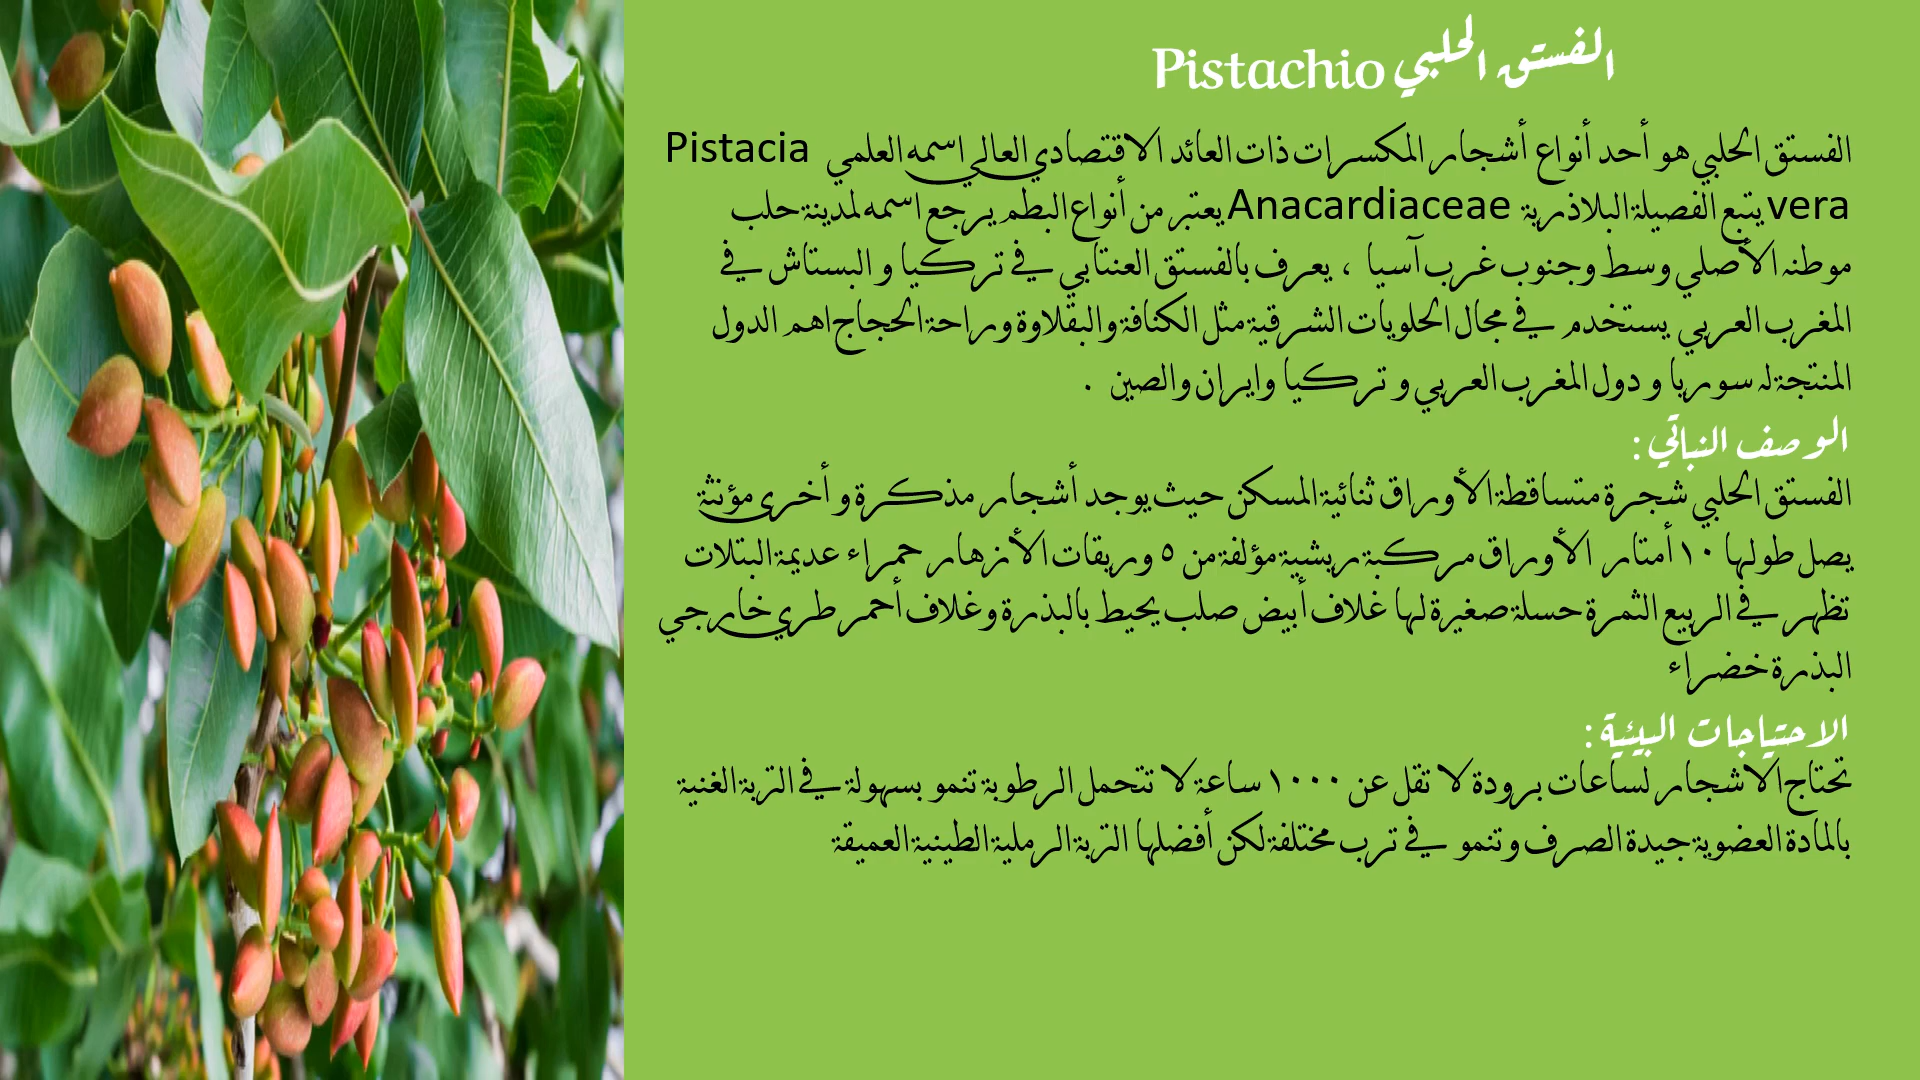 الفستق الحلبي Pistachio
الفستق الحلبي هو أحد أنواع أشجار المكسرات ذات العائد الاقتصادي العالي اسمه العلمي Pistacia
vera يتبع الفصيلة البلاذرية Anacardiaceae يعتبر من أنواع البطم يرجع اسمه لمدينة حلب
موطنه الأصلي وسط وجنوب غرب آسيا ، يعرف بالفستق العنتابي في تركيا و البستاش في
المغرب العربي يستخدم في مجال الحلويات الشرقية مثل الكنافة والبقلاوة وراحة الحجاج اهم الدول
المنتجة له سوريا و دول المغرب العربي و تركيا وايران والصين .
الوصف النباتي :
الفستق الحلبي شجرة متساقطة الأوراق ثنائية المسكن حيث يوجد أشجار مذكرة و أخرى مؤنثة
يصل طولها ١٠ أمتار الأوراق مركبة ريشية مؤلفة من ٥ وريقات الأزهار حمراء عديمة البتلات
تظهر في الربيع الثمرة حسلة صغيرة لها غلاف أبيض صلب يحيط بالبذرة وغلاف أحمر طري خارجي
البذرة خضراء
الاحتياجات البيئية :
تحتاج الاشجار لساعات برودة لا تقل عن ١٠٠٠ ساعة لا تتحمل الرطوبة تنمو بسهولة في التربة الغنية
بالمادة العضوية جيدة الصرف وتنمو في ترب مختلفة لكن أفضلها التربة الرملية الطينية العميقة